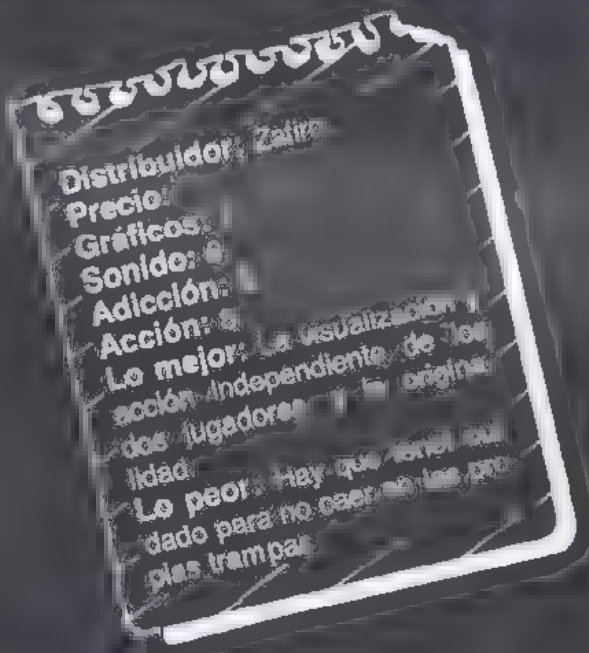 Distribuidor: Zafiro
Precio:
Gráficos:
Sonido:
Adicción:
Acción:
Lo mejor: La visualización
acción independiente de los
dos jugadores y la origina-
lidad.
Lo peor: Hay que tener cui-
dado para no caer en las pro-
pias trampas